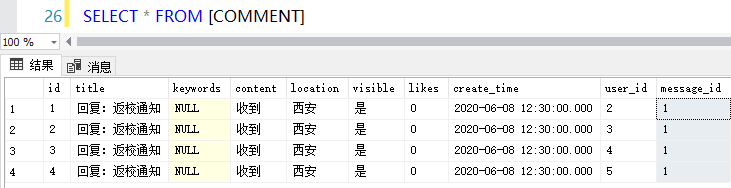 26 SELECT * FROM [COMMENT]
100 %
结果 消息
id title keywords content location visible likes create_time user_id message_id
1 1 回复：返校通知 NULL 收到 西安 是 0 2020-06-08 12:30:00.000 2 1
2 2 回复：返校通知 NULL 收到 西安 是 0 2020-06-08 12:30:00.000 3 1
3 3 回复：返校通知 NULL 收到 西安 是 0 2020-06-08 12:30:00.000 4 1
4 4 回复：返校通知 NULL 收到 西安 是 0 2020-06-08 12:30:00.000 5 1